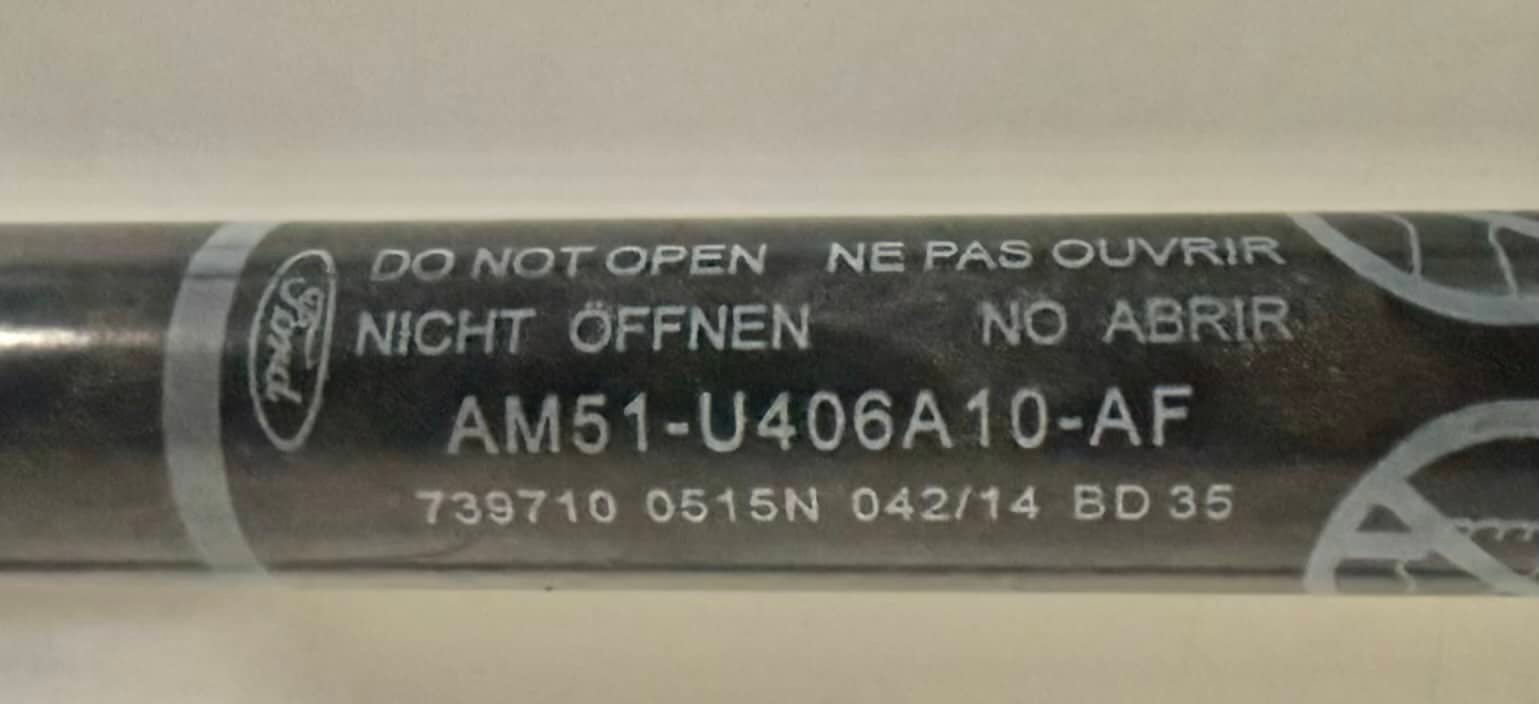 Ford
DO NOT OPEN NE PAS OUVRIR
NICHT ÖFFNEN NO ABRIR
AM51-U406A10-AF
739710 0515N 042/14 BD 35